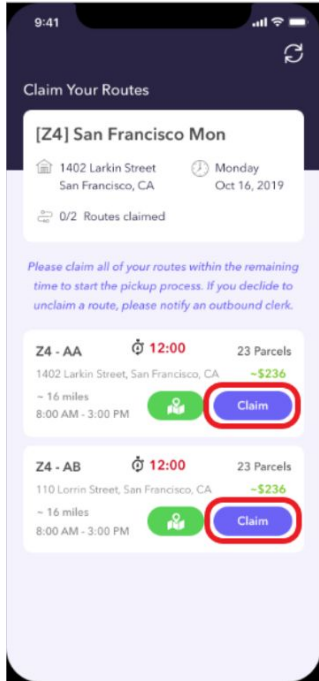 9:41
Claim Your Routes
[Z4] San Francisco Mon
1402 Larkin Street
San Francisco, CA
Monday
Oct 16, 2019
0/2 Routes claimed
Please claim all of your routes within the remaining
time to start the pickup process. If you declide to
unclaim a route, please notify an outbound clerk.
Z4 - AA 12:00 23 Parcels
1402 Larkin Street, San Francisco, CA ~$236
~ 16 miles
8:00 AM - 3:00 PM Claim
Z4 - AB 12:00 23 Parcels
110 Lorrin Street, San Francisco, CA ~$236
~ 16 miles
8:00 AM - 3:00 PM Claim